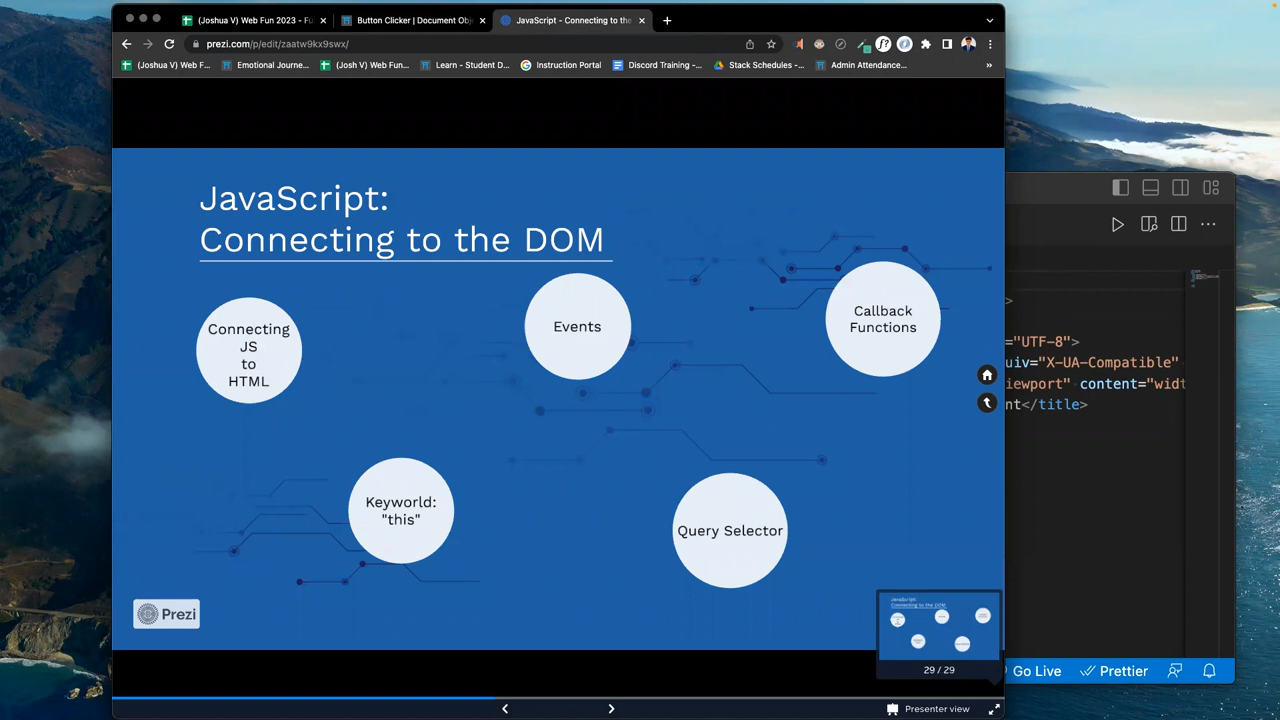 (Joshua V) Web Fun 2023 - Fu
Button Clicker | Document Obj
JavaScript - Connecting to the
prezi.com/p/edit/zaatw9kx9swx/
(Joshua V) Web F...
Emotional Journe...
(Josh V) Web Fun...
Learn - Student D...
Instruction Portal
Discord Training -...
Stack Schedules -...
Admin Attendance...
»
JavaScript:
Connecting to the DOM
Connecting
JS
to
HTML
Events
Callback
Functions
Keyworld:
"this"
Query Selector
Prezi
29 / 29
Presenter view
>
="UTF-8">
uiv="X-UA-Compatible"
iewport" content="widt
nt</title>
Go Live
Prettier